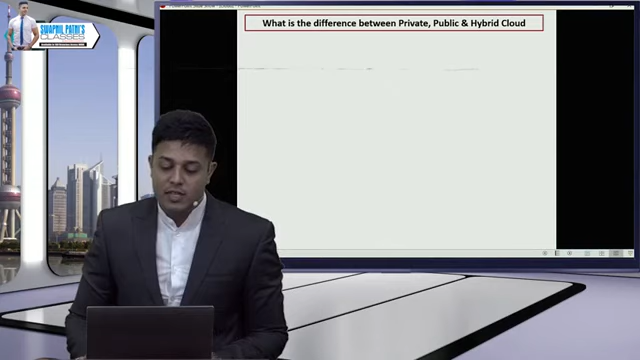 SWAPNIL PATNI'S
CLASSES
What is the difference between Private, Public & Hybrid Cloud